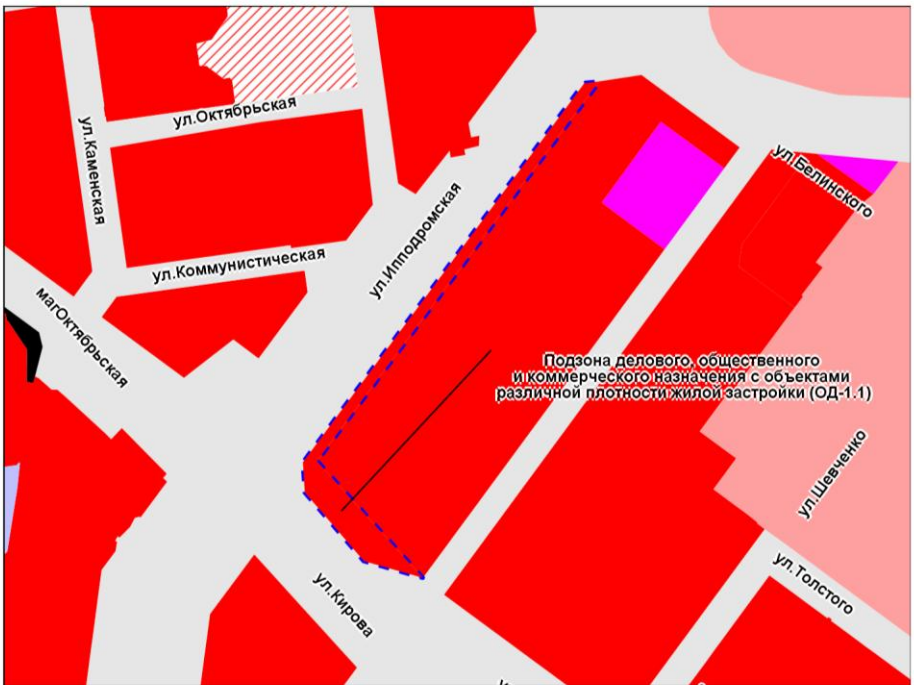 ул.Октябрьская
ул.Каменская
ул.Белинского
ул.Ипподромская
ул.Коммунистическая
магОктябрьская
Подзона делового, общественного
и коммерческого назначения с объектами
различной плотности жилой застройки (ОД-1.1)
ул.Шевченко
ул.Кирова
ул.Толстого